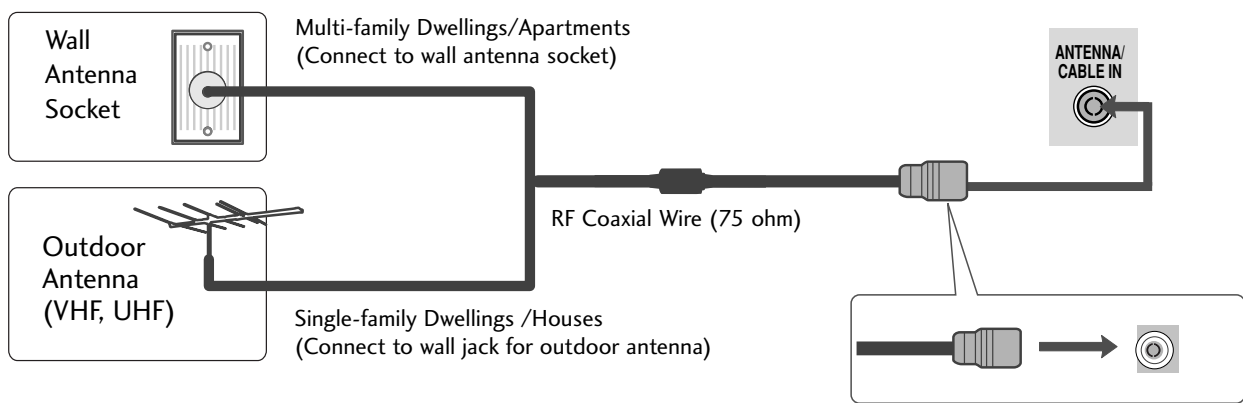 Wall
Antenna
Socket
Multi-family Dwellings/Apartments
(Connect to wall antenna socket)
ANTENNA/
CABLE IN
RF Coaxial Wire (75 ohm)
Outdoor
Antenna
(VHF, UHF)
Single-family Dwellings /Houses
(Connect to wall jack for outdoor antenna)